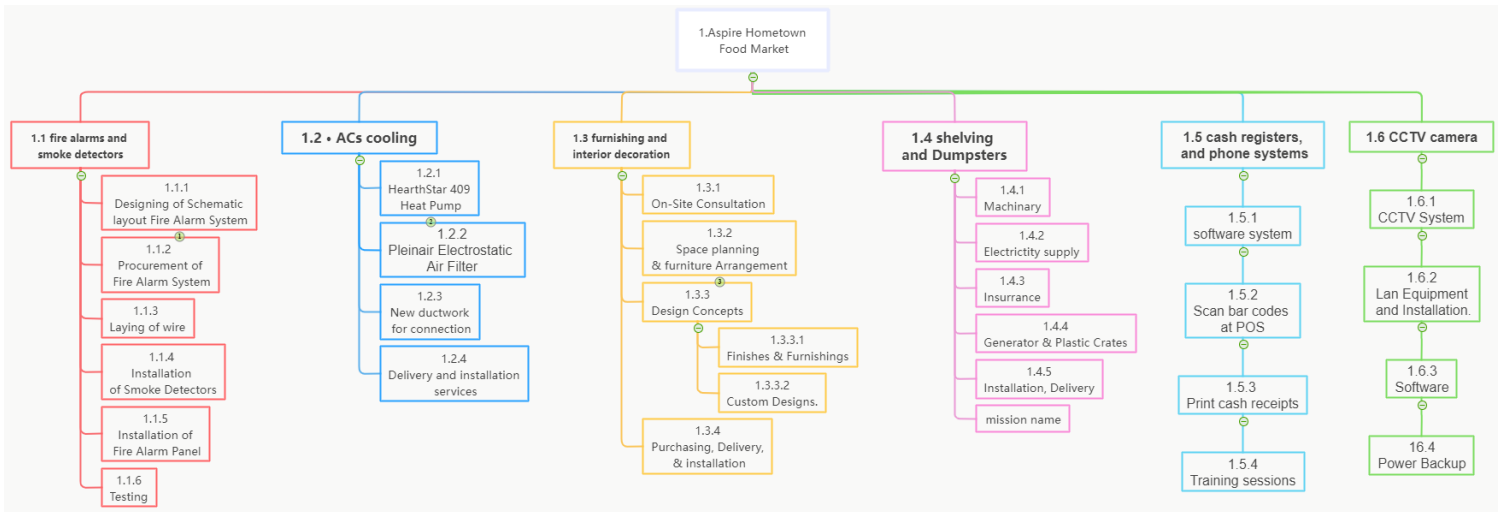 1.Aspire Hometown
Food Market
1.1 fire alarms and
smoke detectors
1.1.1
Designing of Schematic
layout Fire Alarm System
1
1.1.2
Procurement of
Fire Alarm System
1.1.3
Laying of wire
1.1.4
Installation
of Smoke Detectors
1.1.5
Installation of
Fire Alarm Panel
1.1.6
Testing
1.2 • ACs cooling
1.2.1
HearthStar 409
Heat Pump
2
1.2.2
Pleinair Electrostatic
Air Filter
1.2.3
New ductwork
for connection
1.2.4
Delivery and installation
services
1.3 furnishing and
interior decoration
1.3.1
On-Site Consultation
1.3.2
Space planning
& furniture Arrangement
3
1.3.3
Design Concepts
1.3.3.1
Finishes & Furnishings
1.3.3.2
Custom Designs.
1.3.4
Purchasing, Delivery,
& installation
1.4 shelving
and Dumpsters
1.4.1
Machinary
1.4.2
Electrictity supply
1.4.3
Insurrance
1.4.4
Generator & Plastic Crates
1.4.5
Installation, Delivery
mission name
1.5 cash registers,
and phone systems
1.5.1
software system
1.5.2
Scan bar codes
at POS
1.5.3
Print cash receipts
1.5.4
Training sessions
1.6 CCTV camera
1.6.1
CCTV System
1.6.2
Lan Equipment
and Installation.
1.6.3
Software
16.4
Power Backup